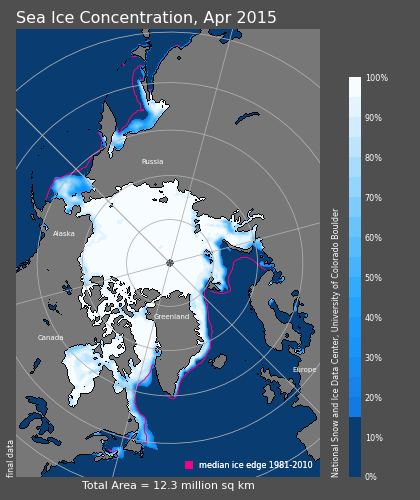 Sea Ice Concentration, Apr 2015
Russia
Alaska
Greenland
Canada
Europe
median ice edge 1981-2010
Total Area = 12.3 million sq km
final data
National Snow and Ice Data Center, University of Colorado Boulder
100%
90%
80%
70%
60%
50%
40%
30%
20%
10%
0%